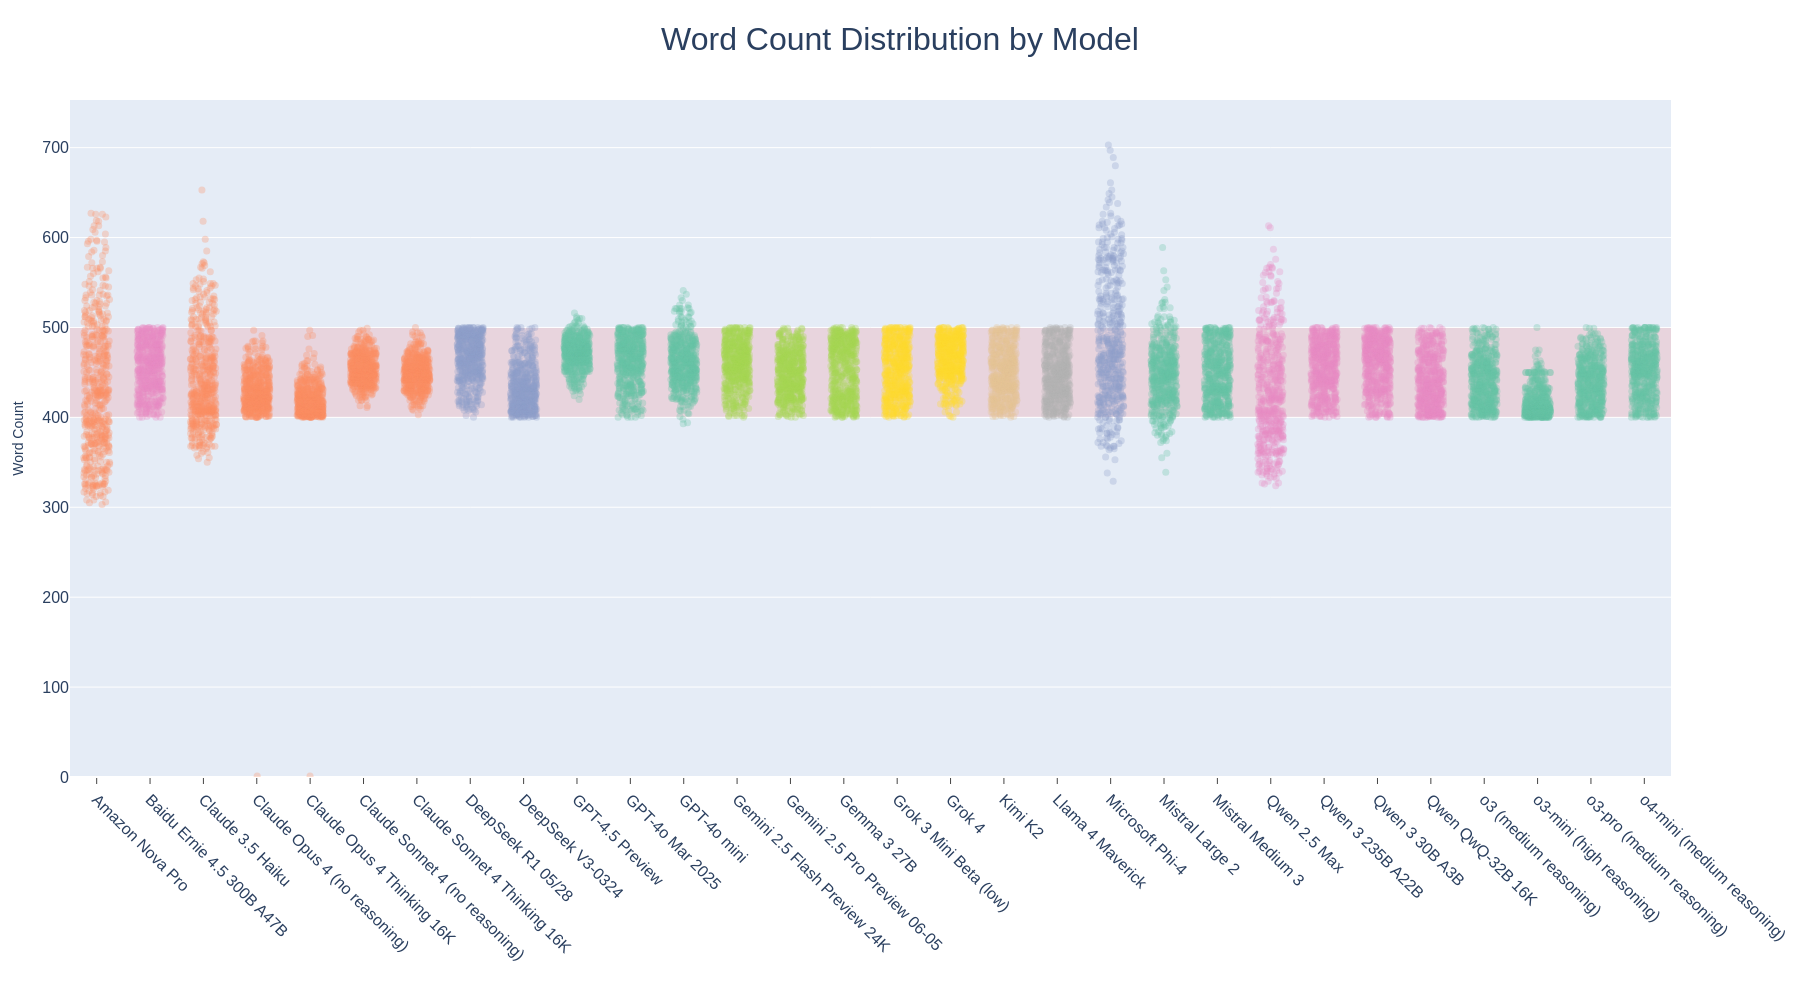 Word Count Distribution by Model
Word Count
700
600
500
400
300
200
100
0
Amazon Nova Pro
Baidu Ernie 4.5 300B A47B
Claude 3.5 Haiku
Claude Opus 4 (no reasoning)
Claude Opus 4 Thinking 16K
Claude Sonnet 4 (no reasoning)
Claude Sonnet 4 Thinking 16K
DeepSeek R1 05/28
DeepSeek V3-0324
GPT-4.5 Preview
GPT-4o Mar 2025
GPT-4o mini
Gemini 2.5 Flash Preview 24K
Gemini 2.5 Pro Preview 06-05
Gemma 3 27B
Grok 3 Mini Beta (low)
Grok 4
Kimi K2
Llama 4 Maverick
Microsoft Phi-4
Mistral Large 2
Mistral Medium 3
Qwen 2.5 Max
Qwen 3 235B A22B
Qwen 3 30B A3B
Qwen QwQ-32B 16K
o3 (medium reasoning)
o3-mini (high reasoning)
o3-pro (medium reasoning)
o4-mini (medium reasoning)